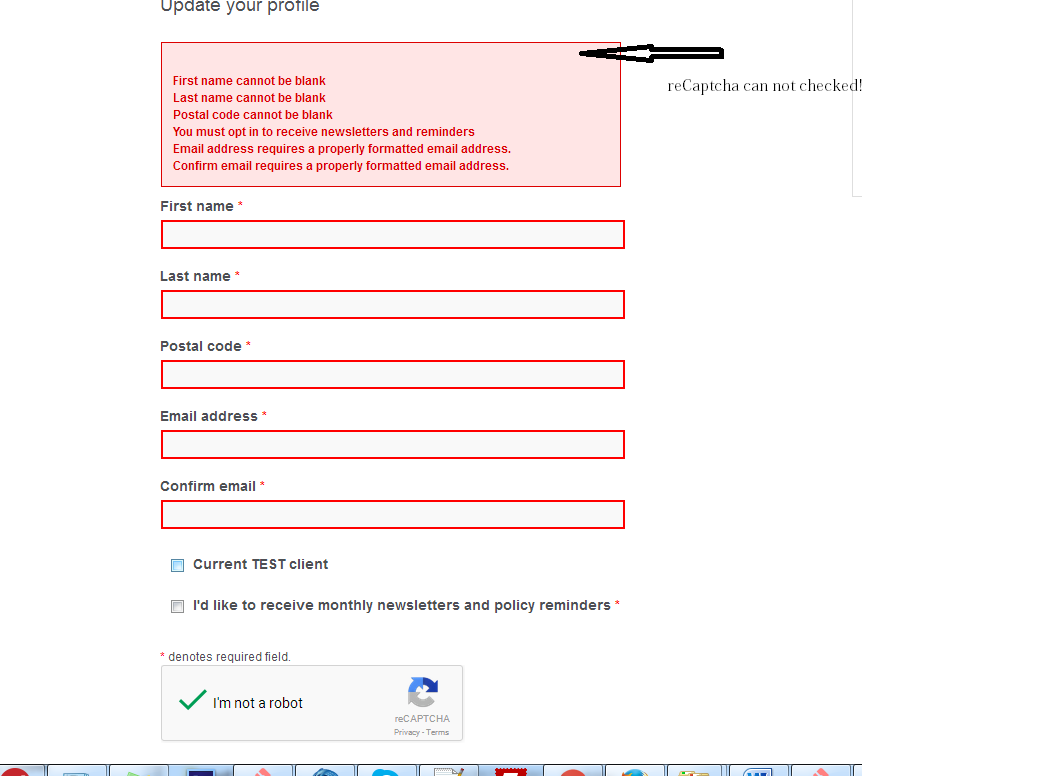 Update your profile
reCaptcha can not checked!
First name cannot be blank
Last name cannot be blank
Postal code cannot be blank
You must opt in to receive newsletters and reminders
Email address requires a properly formatted email address.
Confirm email requires a properly formatted email address.
First name *
Last name *
Postal code *
Email address *
Confirm email *
Current TEST client
I'd like to receive monthly newsletters and policy reminders *
* denotes required field.
I'm not a robot
reCAPTCHA
Privacy - Terms